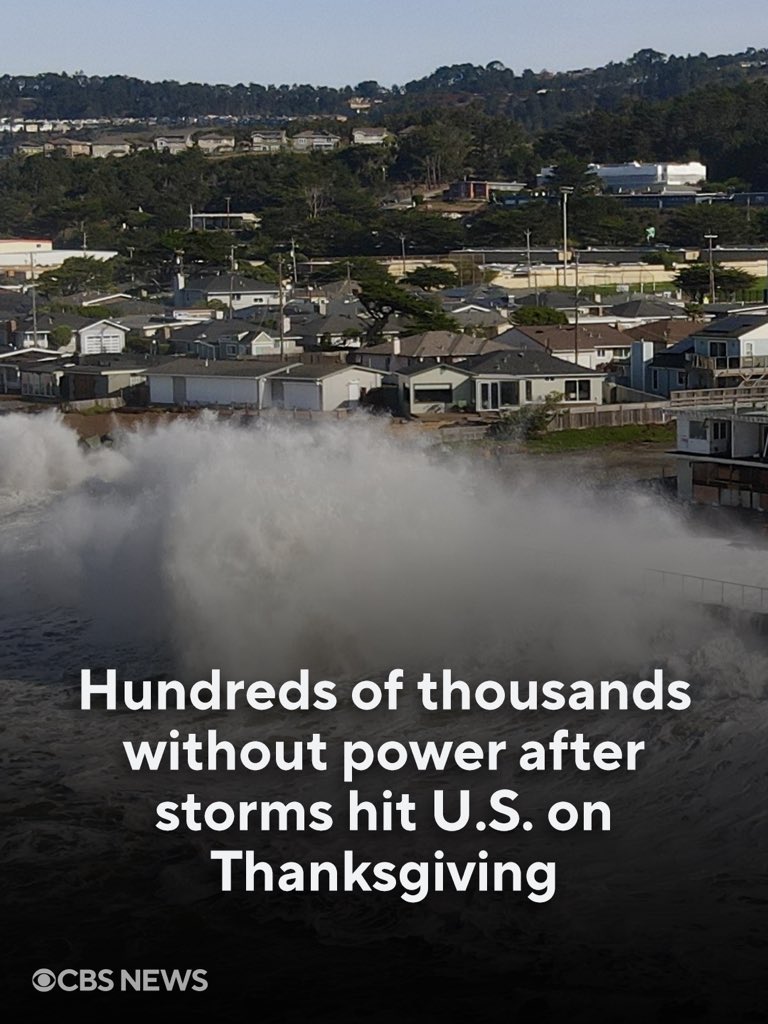 Hundreds of thousands
without power after
storms hit U.S. on
Thanksgiving
CBS NEWS